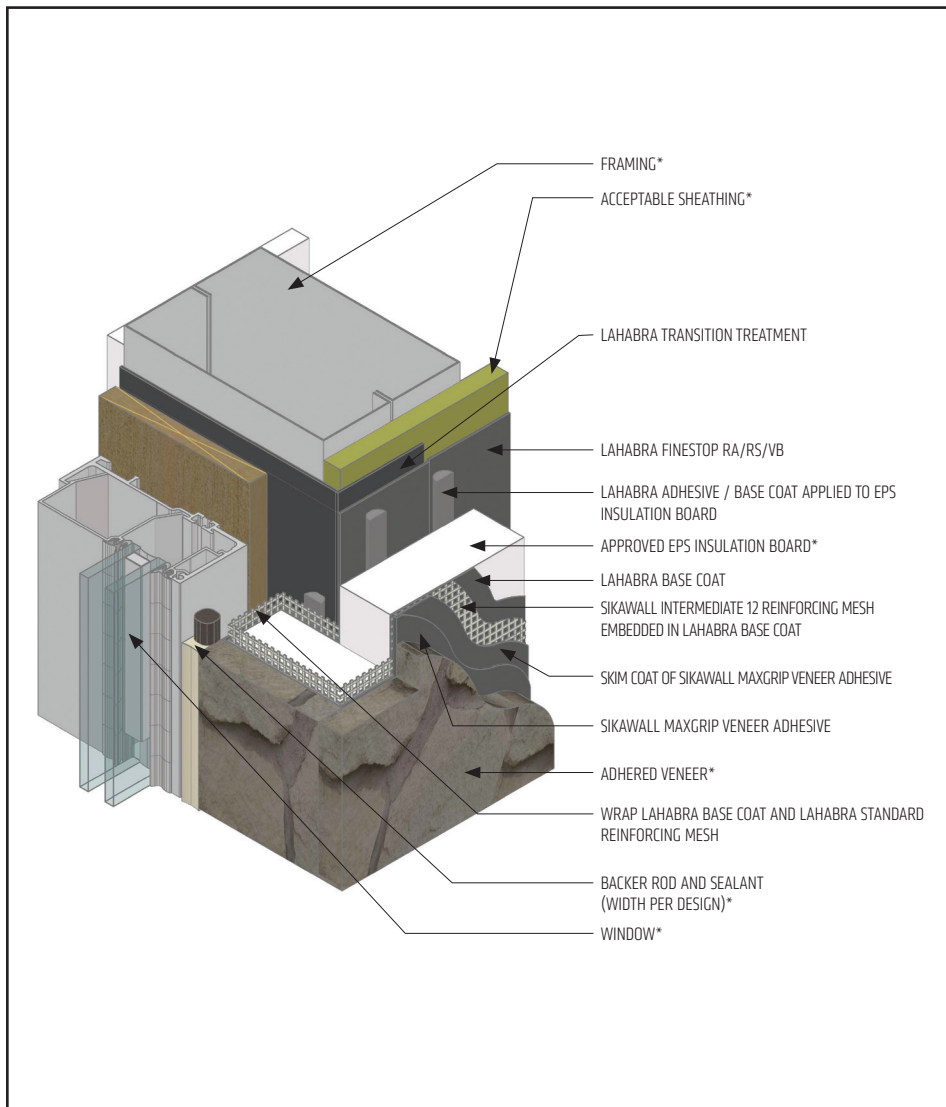 FRAMING*
ACCEPTABLE SHEATHING*
LAHABRA TRANSITION TREATMENT
LAHABRA FINESTOP RA/RS/VB
LAHABRA ADHESIVE / BASE COAT APPLIED TO EPS
INSULATION BOARD
APPROVED EPS INSULATION BOARD*
LAHABRA BASE COAT
SIKAWALL INTERMEDIATE 12 REINFORCING MESH
EMBEDDED IN LAHABRA BASE COAT
SKIM COAT OF SIKAWALL MAXGRIP VENEER ADHESIVE
SIKAWALL MAXGRIP VENEER ADHESIVE
ADHERED VENEER*
WRAP LAHABRA BASE COAT AND LAHABRA STANDARD
REINFORCING MESH
BACKER ROD AND SEALANT
(WIDTH PER DESIGN)*
WINDOW*